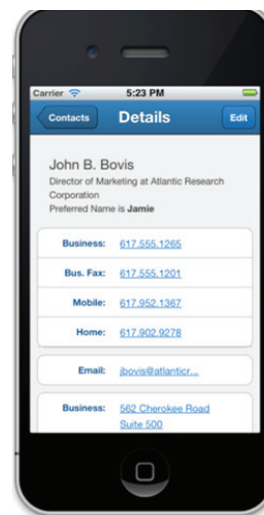 Carrier 5:23 PM
Contacts Details Edit
John B. Bovis
Director of Marketing at Atlantic Research
Corporation
Preferred Name is Jamie
Business: 617.555.1265
Bus. Fax: 617.555.1201
Mobile: 617.952.1367
Home: 617.902.9278
Email: jbovis@atlanticr...
Business: 562 Cherokee Road
Suite 500